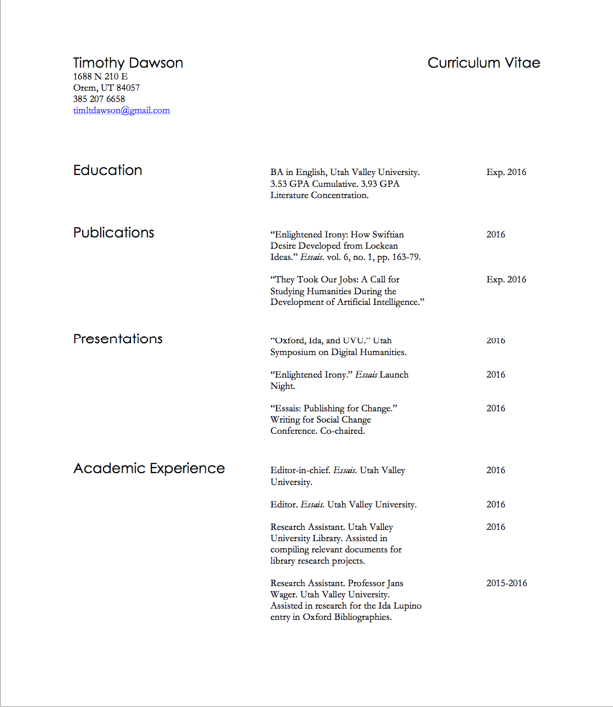 Timothy Dawson Curriculum Vitae
1688 N 210 E
Orem, UT 84057
385 207 6658
timltdawson@gmail.com
Education BA in English, Utah Valley University. Exp. 2016
3.53 GPA Cumulative. 3.93 GPA
Literature Concentration.
Publications “Enlightened Irony: How Swiftian 2016
Desire Developed from Lockean
Ideas.” Essais. vol. 6, no. 1, pp. 163-79.
“They Took Our Jobs: A Call for Exp. 2016
Studying Humanities During the
Development of Artificial Intelligence.”
Presentations “Oxford, Ida, and UVU.” Utah 2016
Symposium on Digital Humanities.
“Enlightened Irony.” Essais Launch 2016
Night.
“Essais: Publishing for Change.” 2016
Writing for Social Change
Conference. Co-chaired.
Academic Experience Editor-in-chief. Essais. Utah Valley 2016
University.
Editor. Essais. Utah Valley University. 2016
Research Assistant. Utah Valley 2016
University Library. Assisted in
compiling relevant documents for
library research projects.
Research Assistant. Professor Jans 2015-2016
Wager. Utah Valley University.
Assisted in research for the Ida Lupino
entry in Oxford Bibliographies.